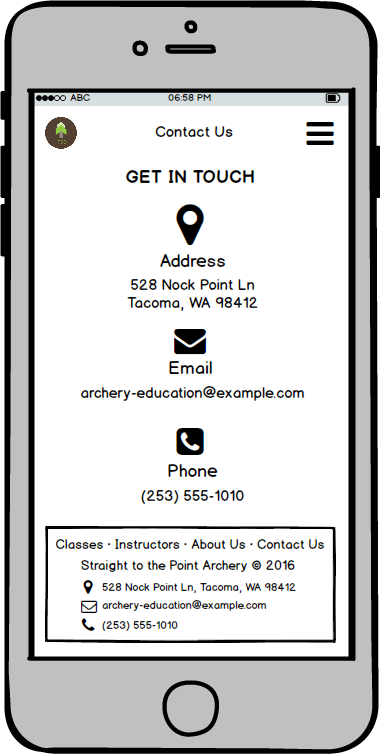 ABC 06:58 PM
Contact Us
GET IN TOUCH
Address
528 Nock Point Ln
Tacoma, WA 98412
Email
archery-education@example.com
Phone
(253) 555-1010
Classes · Instructors · About Us · Contact Us
Straight to the Point Archery © 2016
528 Nock Point Ln, Tacoma, WA 98412
archery-education@example.com
(253) 555-1010